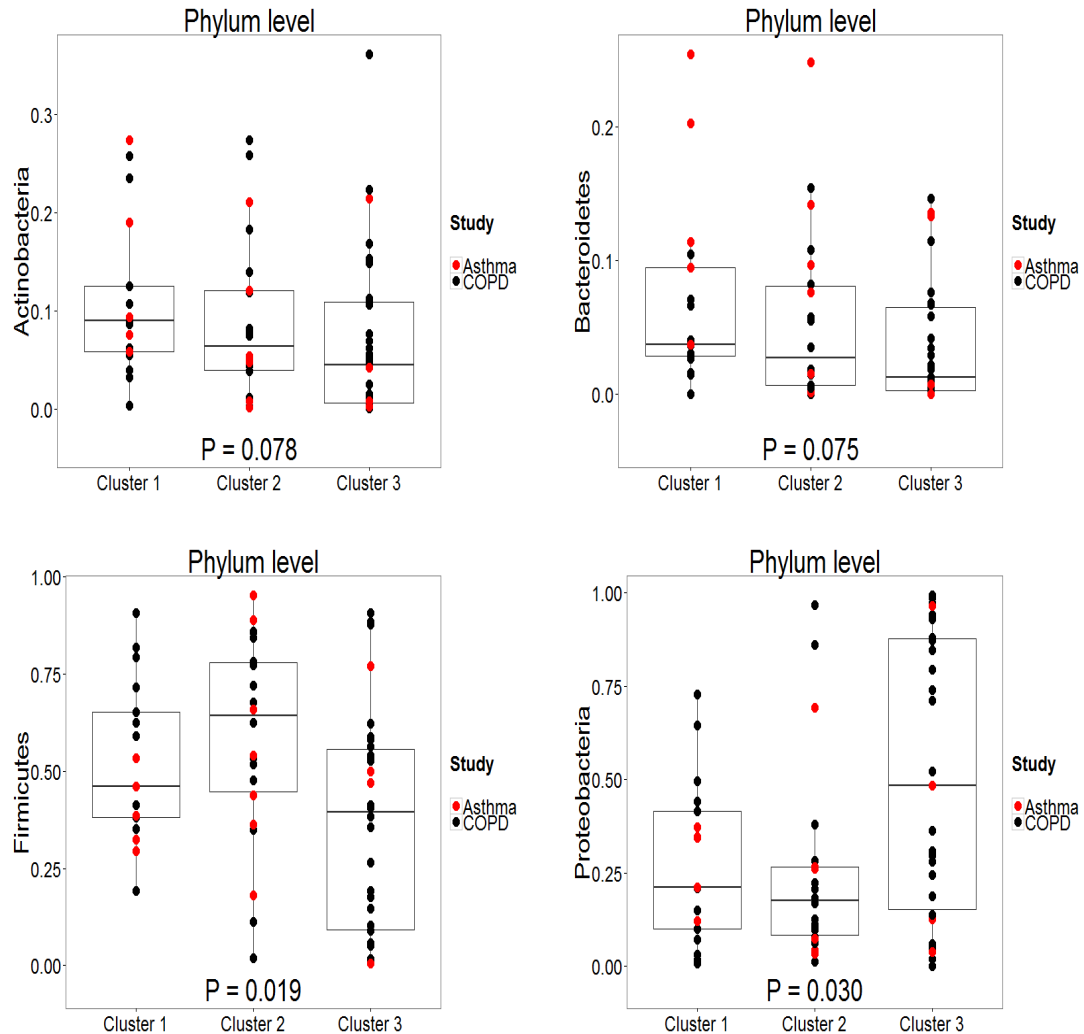 Phylum level
Actinobacteria
0.3
0.2
0.1
0.0
P = 0.078
Cluster 1 Cluster 2 Cluster 3
Study
Asthma
COPD
Phylum level
Bacteroidetes
0.2
0.1
0.0
P = 0.075
Cluster 1 Cluster 2 Cluster 3
Study
Asthma
COPD
Phylum level
Firmicutes
1.00
0.75
0.50
0.25
0.00
P = 0.019
Cluster 1 Cluster 2 Cluster 3
Study
Asthma
COPD
Phylum level
Proteobacteria
1.00
0.75
0.50
0.25
0.00
P = 0.030
Cluster 1 Cluster 2 Cluster 3
Study
Asthma
COPD